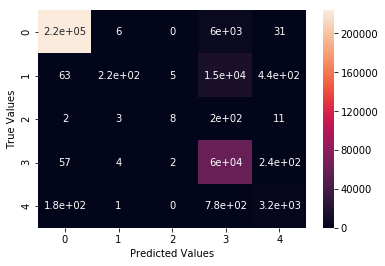 2.2e+05 6 0 6e+03 31
63 2.2e+02 5 1.5e+04 4.4e+02
2 3 8 2e+02 11
57 4 2 6e+04 2.4e+02
1.8e+02 1 0 7.8e+02 3.2e+03
0
1
2
3
4
True Values
0 1 2 3 4
Predicted Values
200000
160000
120000
80000
40000
0